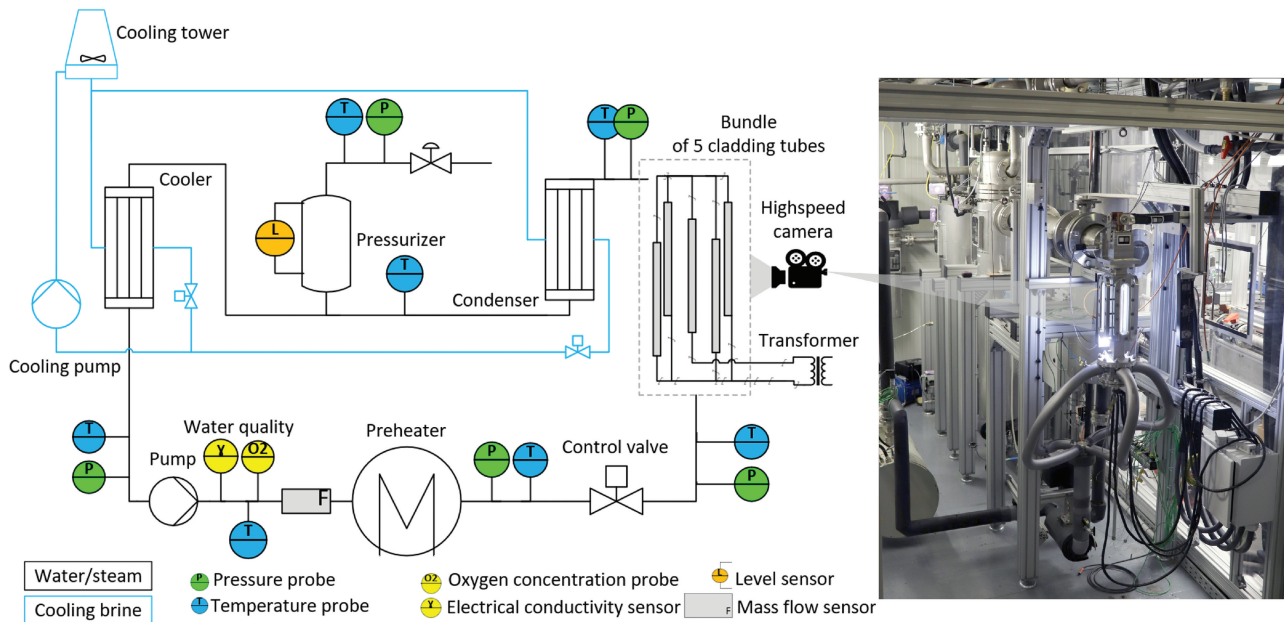 Cooling tower
T
P
T
P
Bundle
of 5 cladding tubes
Cooler
Highspeed
camera
L
Pressurizer
T
Condenser
Transformer
Cooling pump
T
Water quality
Preheater
Control valve
T
P
Pump
γ
O2
P
T
P
F
T
Water/steam
P
Pressure probe
O2
Oxygen concentration probe
L
Level sensor
Cooling brine
T
Temperature probe
γ
Electrical conductivity sensor
F
Mass flow sensor